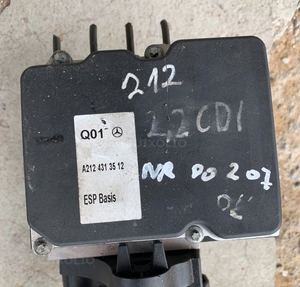 212
Q01
2,2 CDI
A212 431 35 12
NR DO 207
ESP Basis